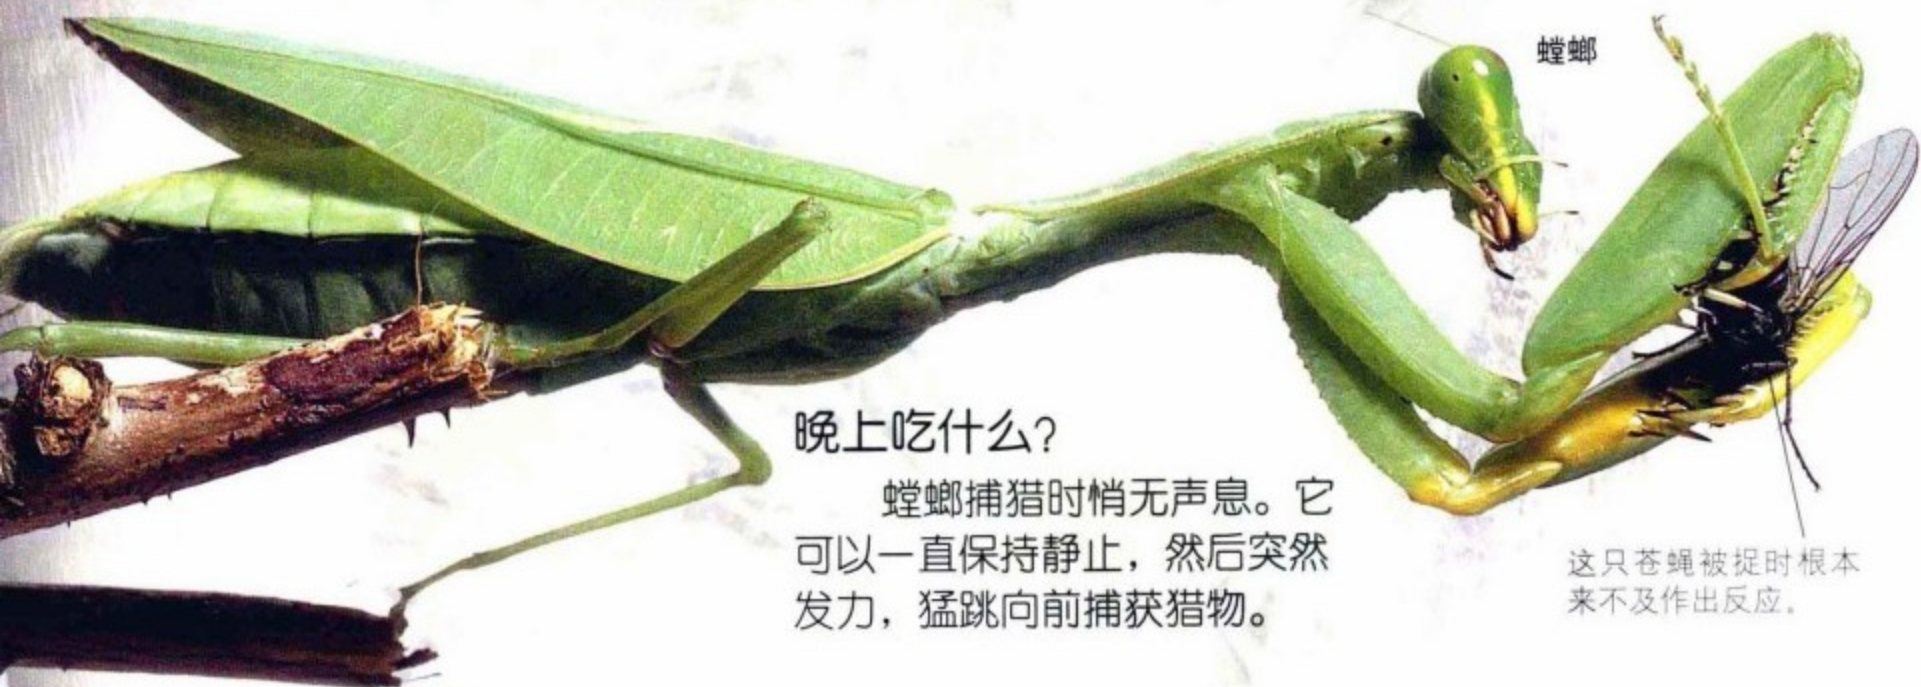 螳螂
晚上吃什么?
螳螂捕猎时悄无声息。它
可以一直保持静止，然后突然
发力，猛跳向前捕获猎物。
这只苍蝇被捉时根本
来不及作出反应。